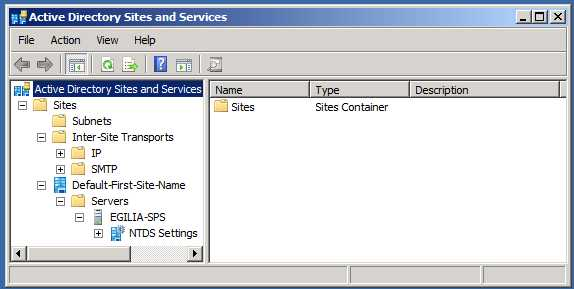 Active Directory Sites and Services
File Action View Help
Active Directory Sites and Services
Sites
Subnets
Inter-Site Transports
IP
SMTP
Default-First-Site-Name
Servers
EGILIA-SPS
NTDS Settings
Name Type Description
Sites Sites Container